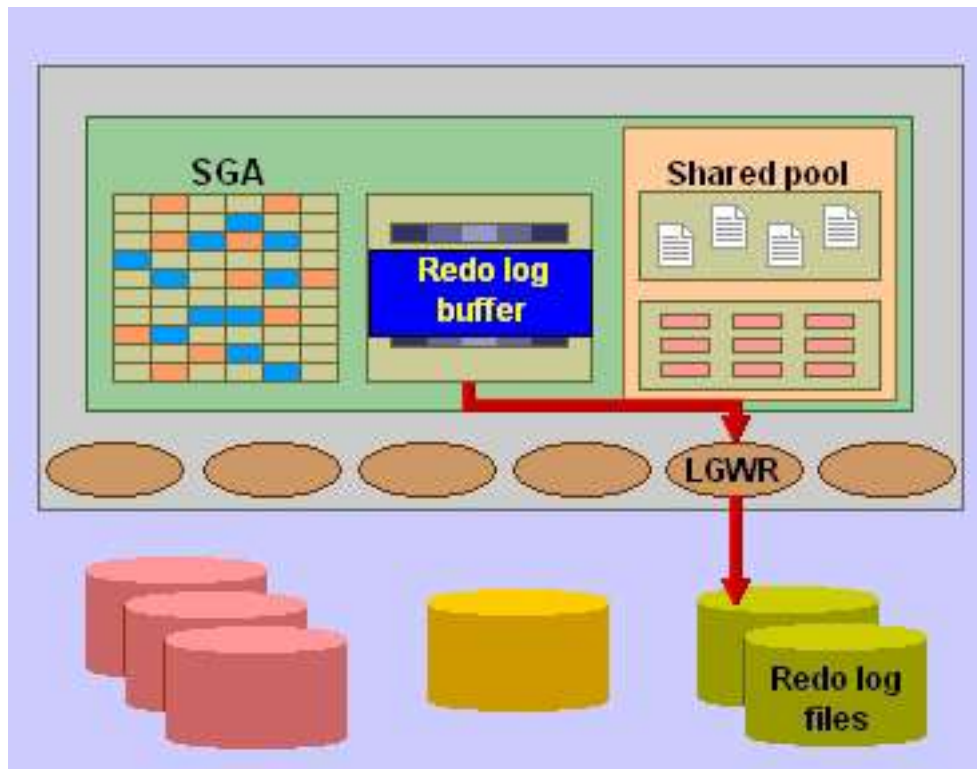 SGA
Shared pool
Redo log
buffer
LGWR
Redo log
files